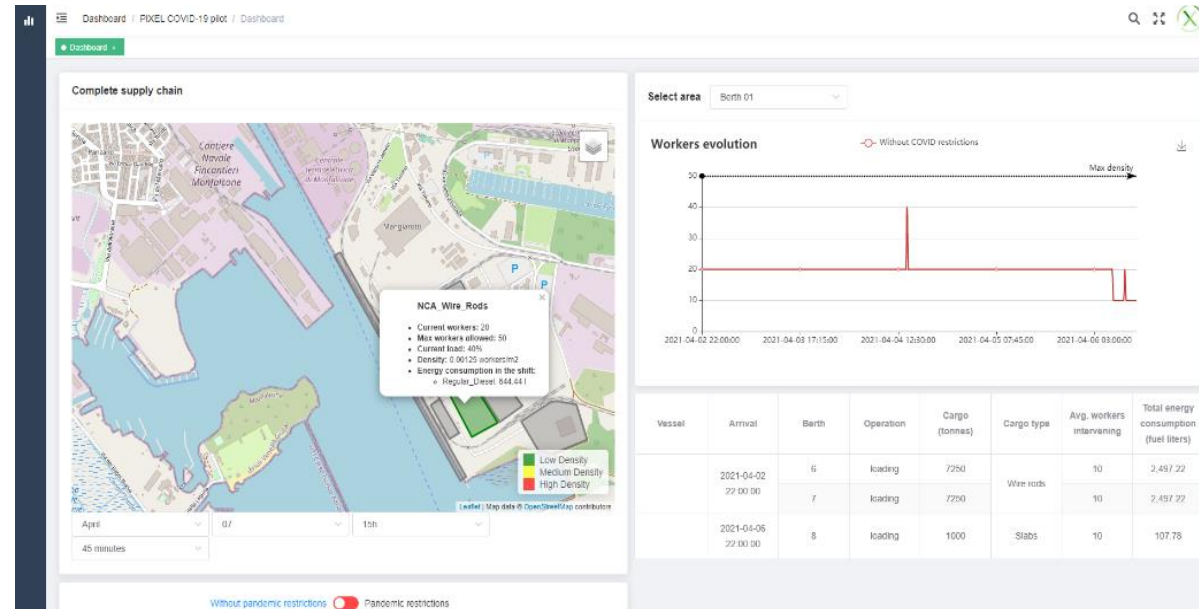 Dashboard / PIXEL COVID-19 pilot / Dashboard
Dashboard
Complete supply chain
Cantiere
Navale
Fincantieri
Monfalcone
Centrale
termoelettrica
di Monfalcone
Mangiarotti
P
P
NCA_Wire_Rods
×
Current workers: 20
Max workers allowed: 50
Current load: 40%
Density: 0.00125 workers/m2
Energy consumption in the shift:
Regular_Diesel: 844.44 l
Low Density
Medium Density
High Density
Leaflet | Map data © OpenStreetMap contributors
April 07 15h
45 minutes
Without pandemic restrictions Pandemic restrictions
Select area Berth 01
Workers evolution
Without COVID restrictions
Max density
50
40
30
20
10
0
2021-04-02 22:00:00 2021-04-03 17:15:00 2021-04-04 12:30:00 2021-04-05 07:45:00 2021-04-06 03:00:00
Vessel Arrival Berth Operation Cargo (tonnes) Cargo type Avg. workers intervening Total energy consumption (fuel liters)
2021-04-02 22:00:00 6 loading 7250 Wire rods 10 2,497.22
7 loading 7250 10 2,497.22
2021-04-06 22:00:00 8 loading 1000 Slabs 10 107.78